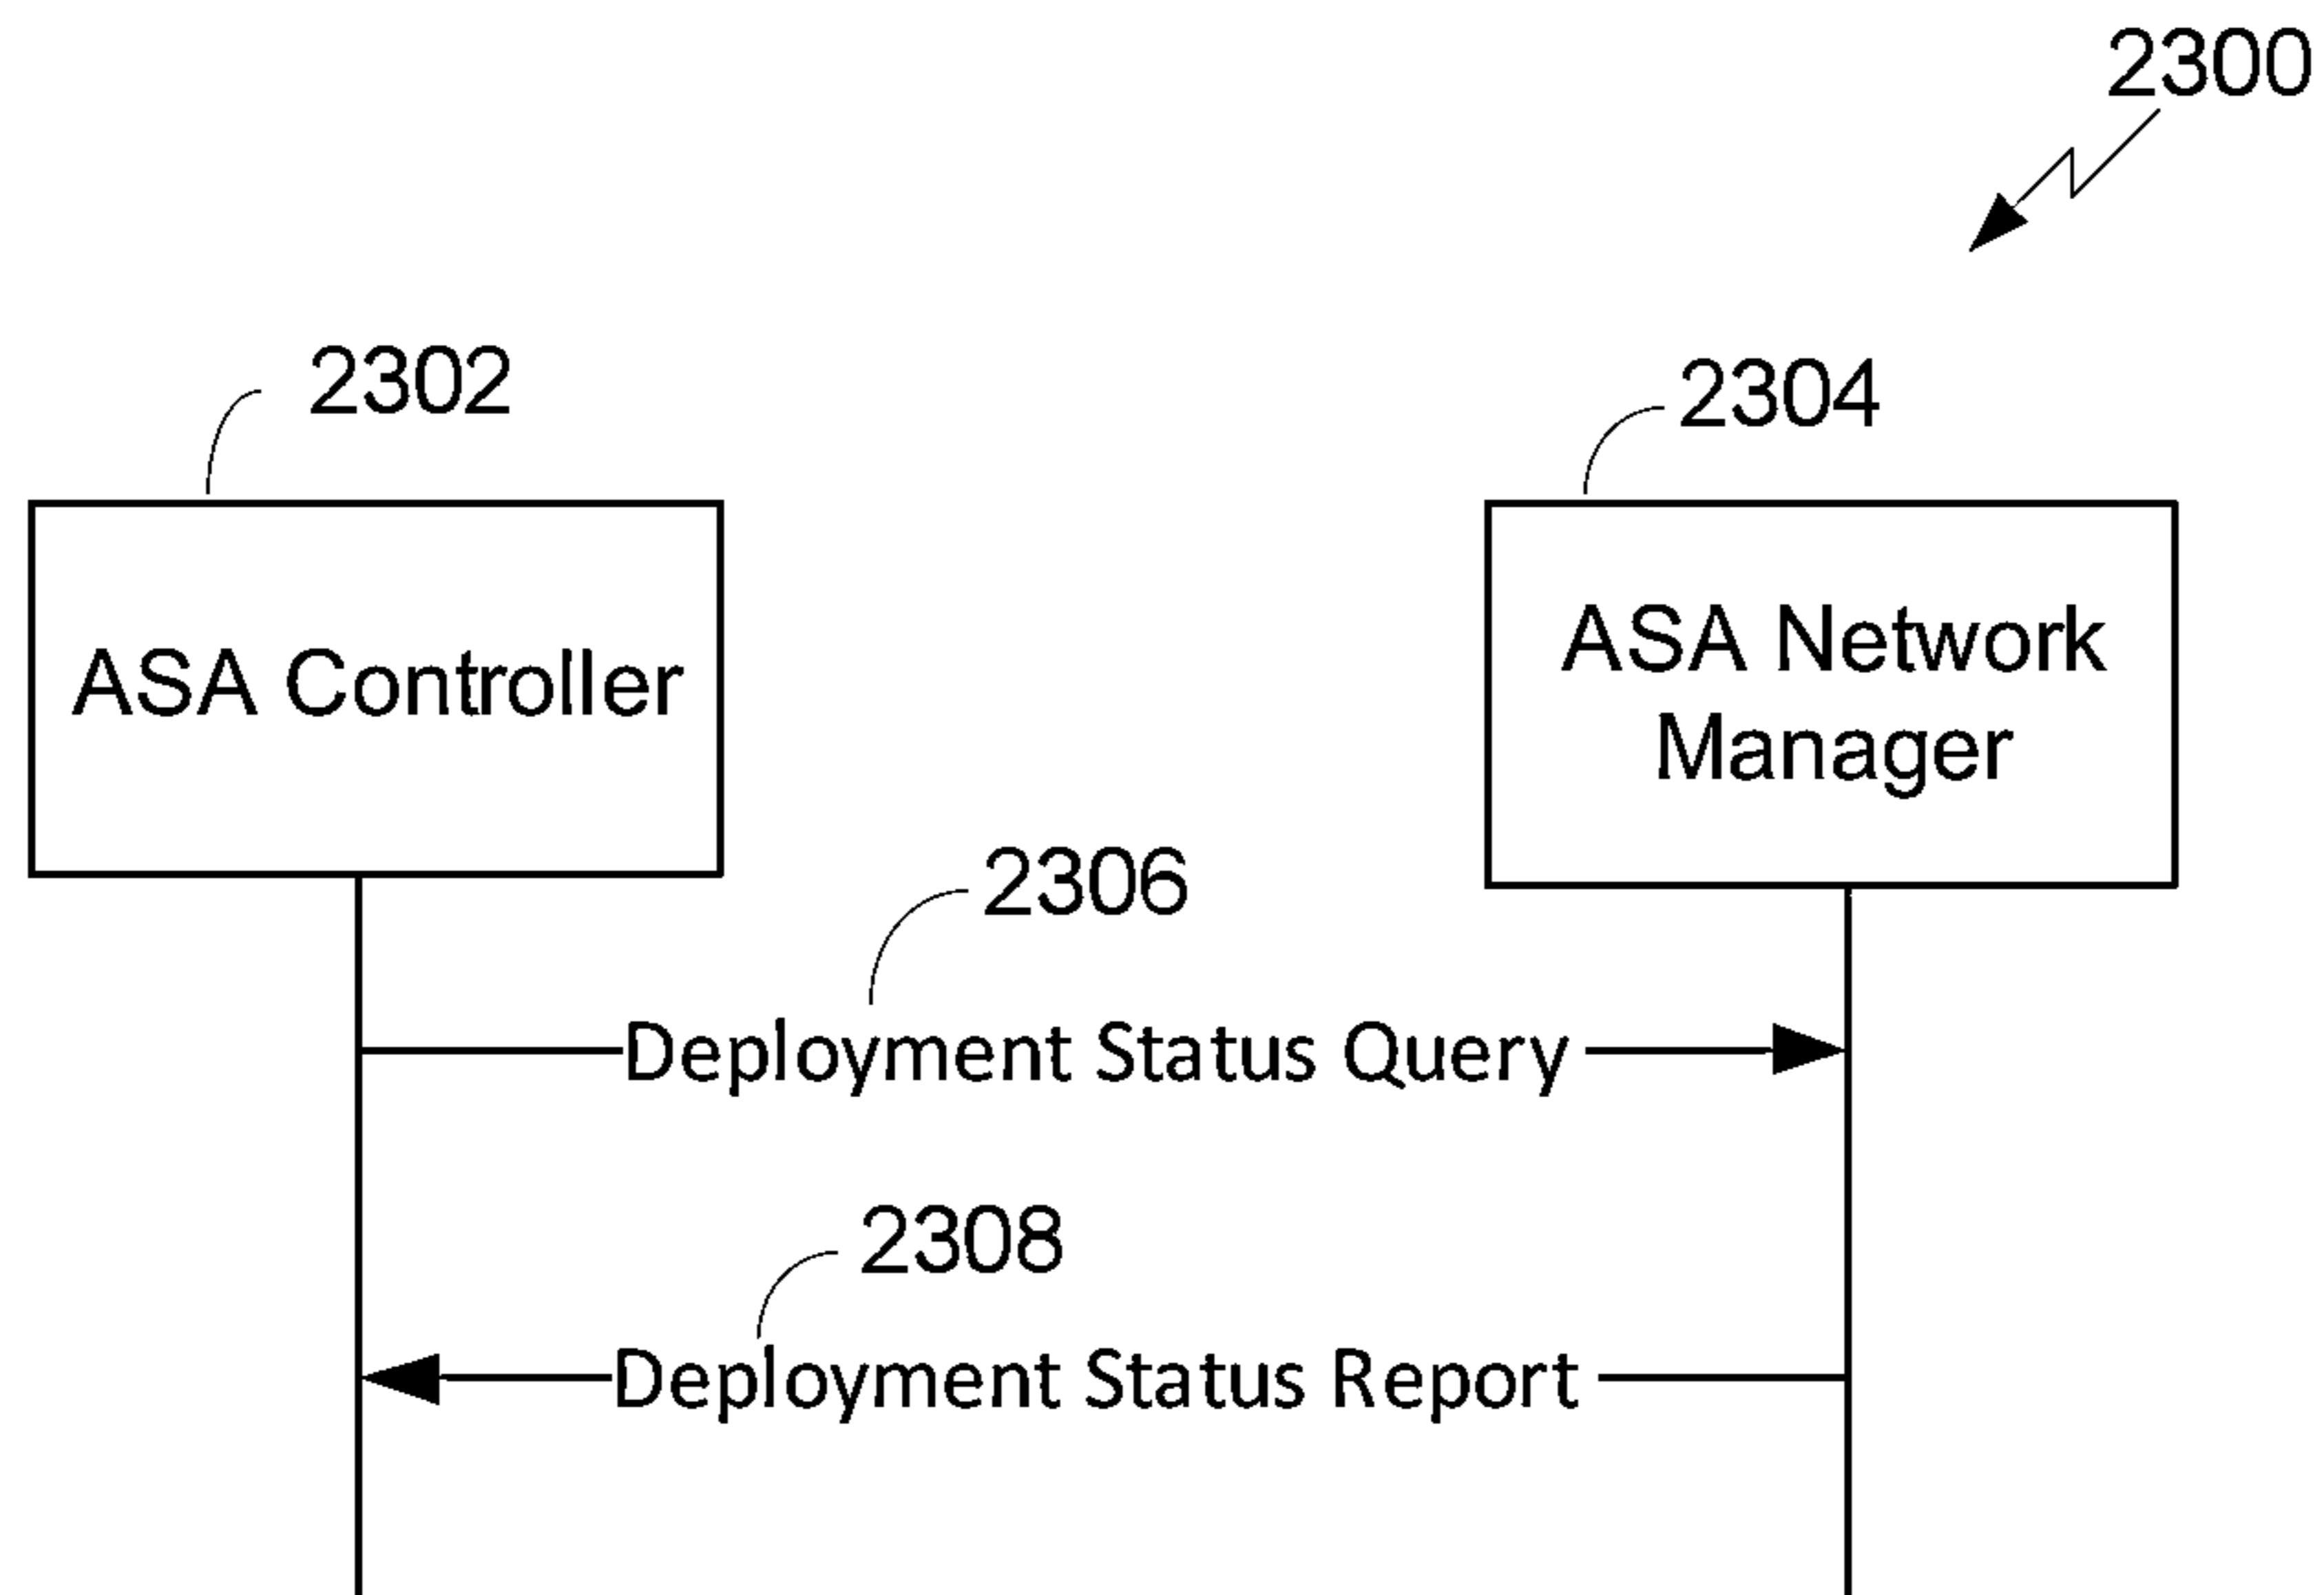 2300
2302
2304
ASA Controller
ASA Network
Manager
2306
Deployment Status Query
2308
Deployment Status Report